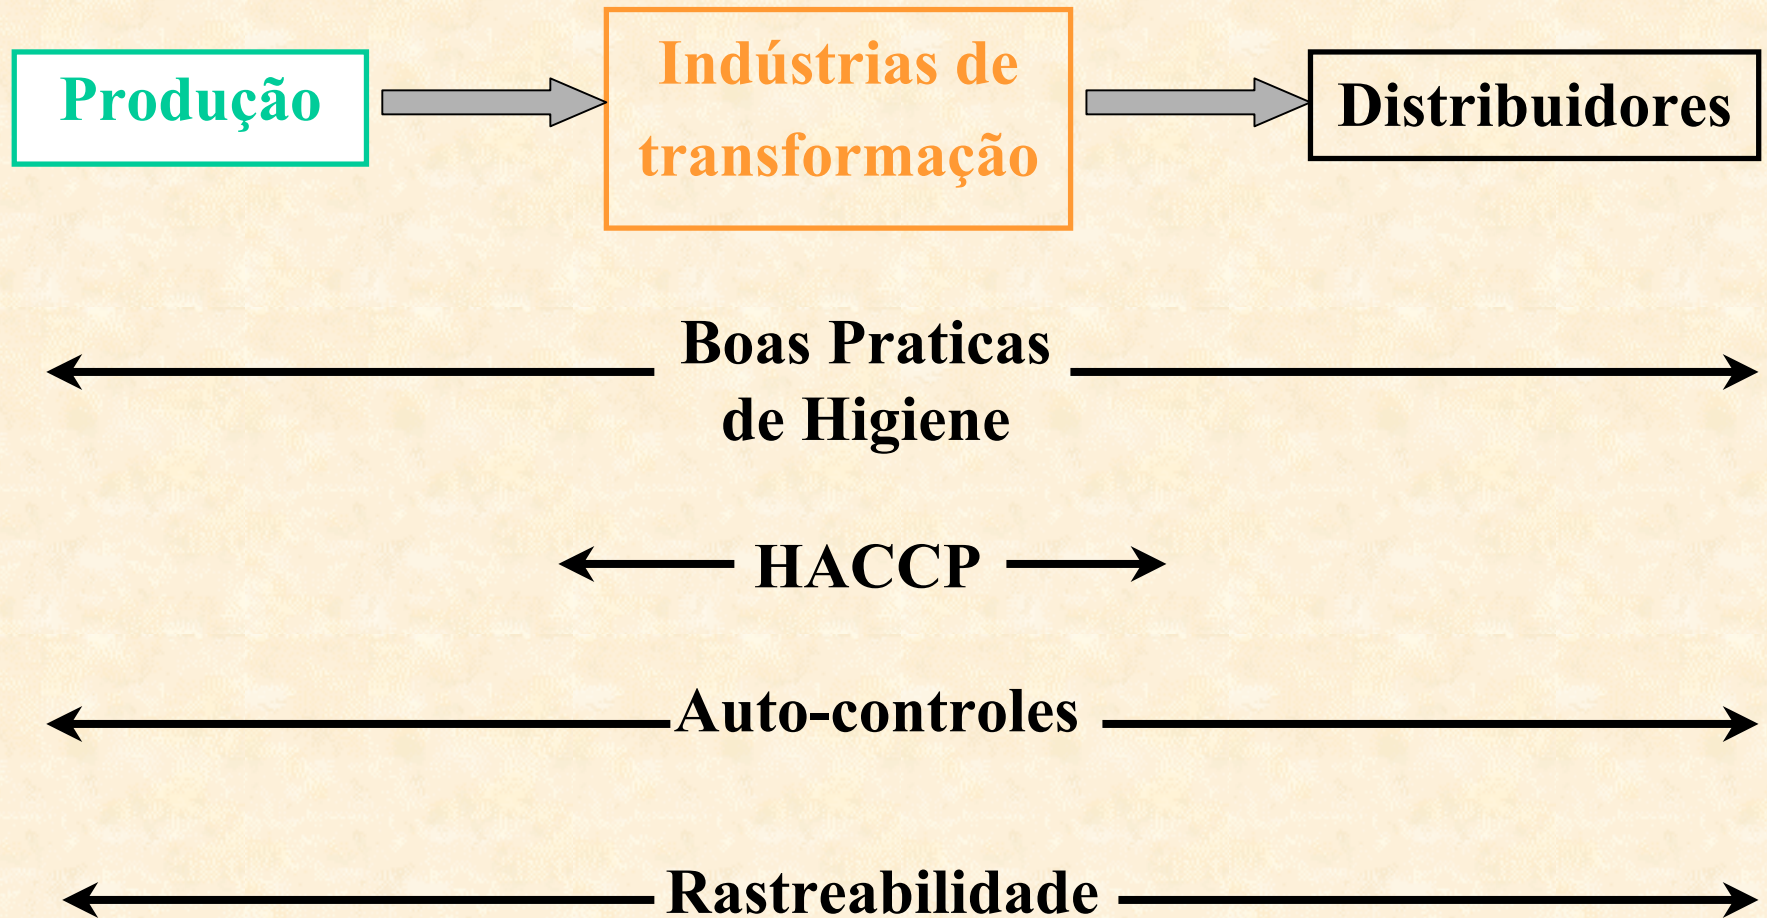 Produção
Indústrias de
transformação
Distribuidores
Boas Praticas
de Higiene
HACCP
Auto-controles
Rastreabilidade